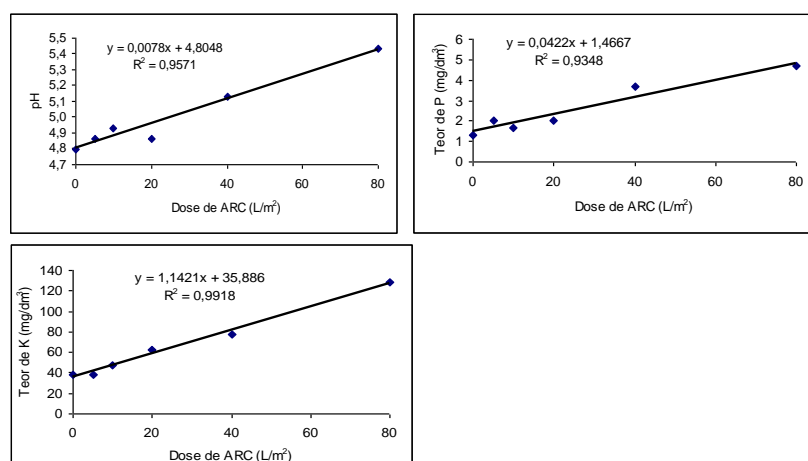 y = 0,0078x + 4,8048
R² = 0,9571
pH
5,5
5,4
5,3
5,2
5,1
5,0
4,9
4,8
4,7
0 20 40 60 80
Dose de ARC (L/m²)
y = 0,0422x + 1,4667
R² = 0,9348
Teor de P (mg/dm³)
6
5
4
3
2
1
0
0 20 40 60 80
Dose de ARC (L/m²)
y = 1,1421x + 35,886
R² = 0,9918
Teor de K (mg/dm³)
140
120
100
80
60
40
20
0
0 20 40 60 80
Dose de ARC (L/m²)